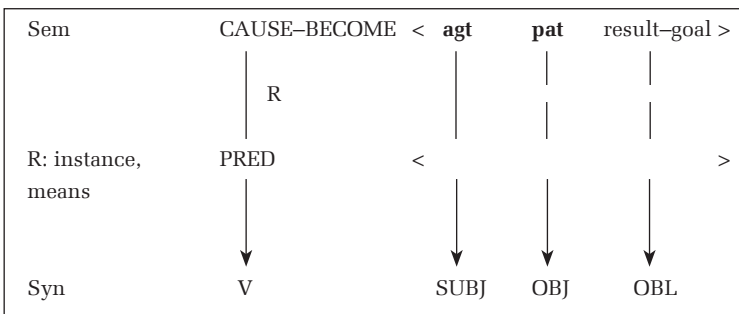 Sem CAUSE–BECOME < agt pat result–goal >
R
R: instance, PRED < >
means
Syn V SUBJ OBJ OBL